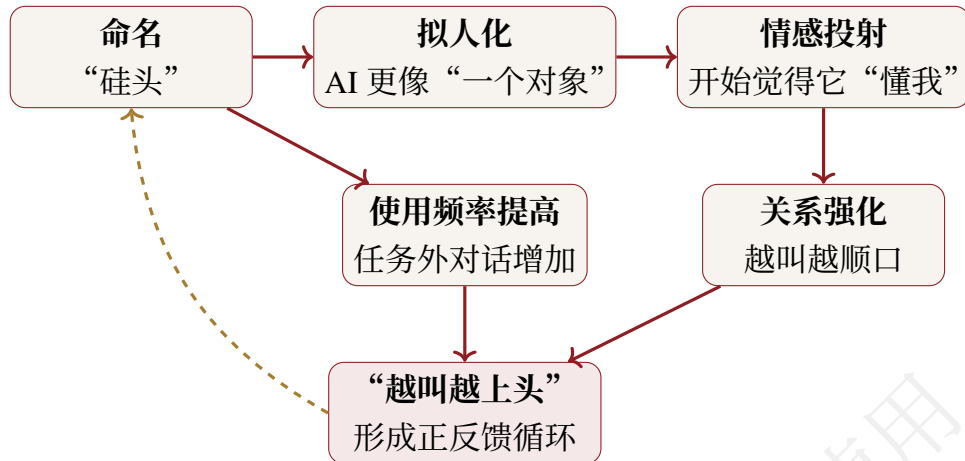 命名
“硅头”
拟人化
AI 更像“一个对象”
情感投射
开始觉得它“懂我”
使用频率提高
任务外对话增加
关系强化
越叫越顺口
“越叫越上头”
形成正反馈循环
使用